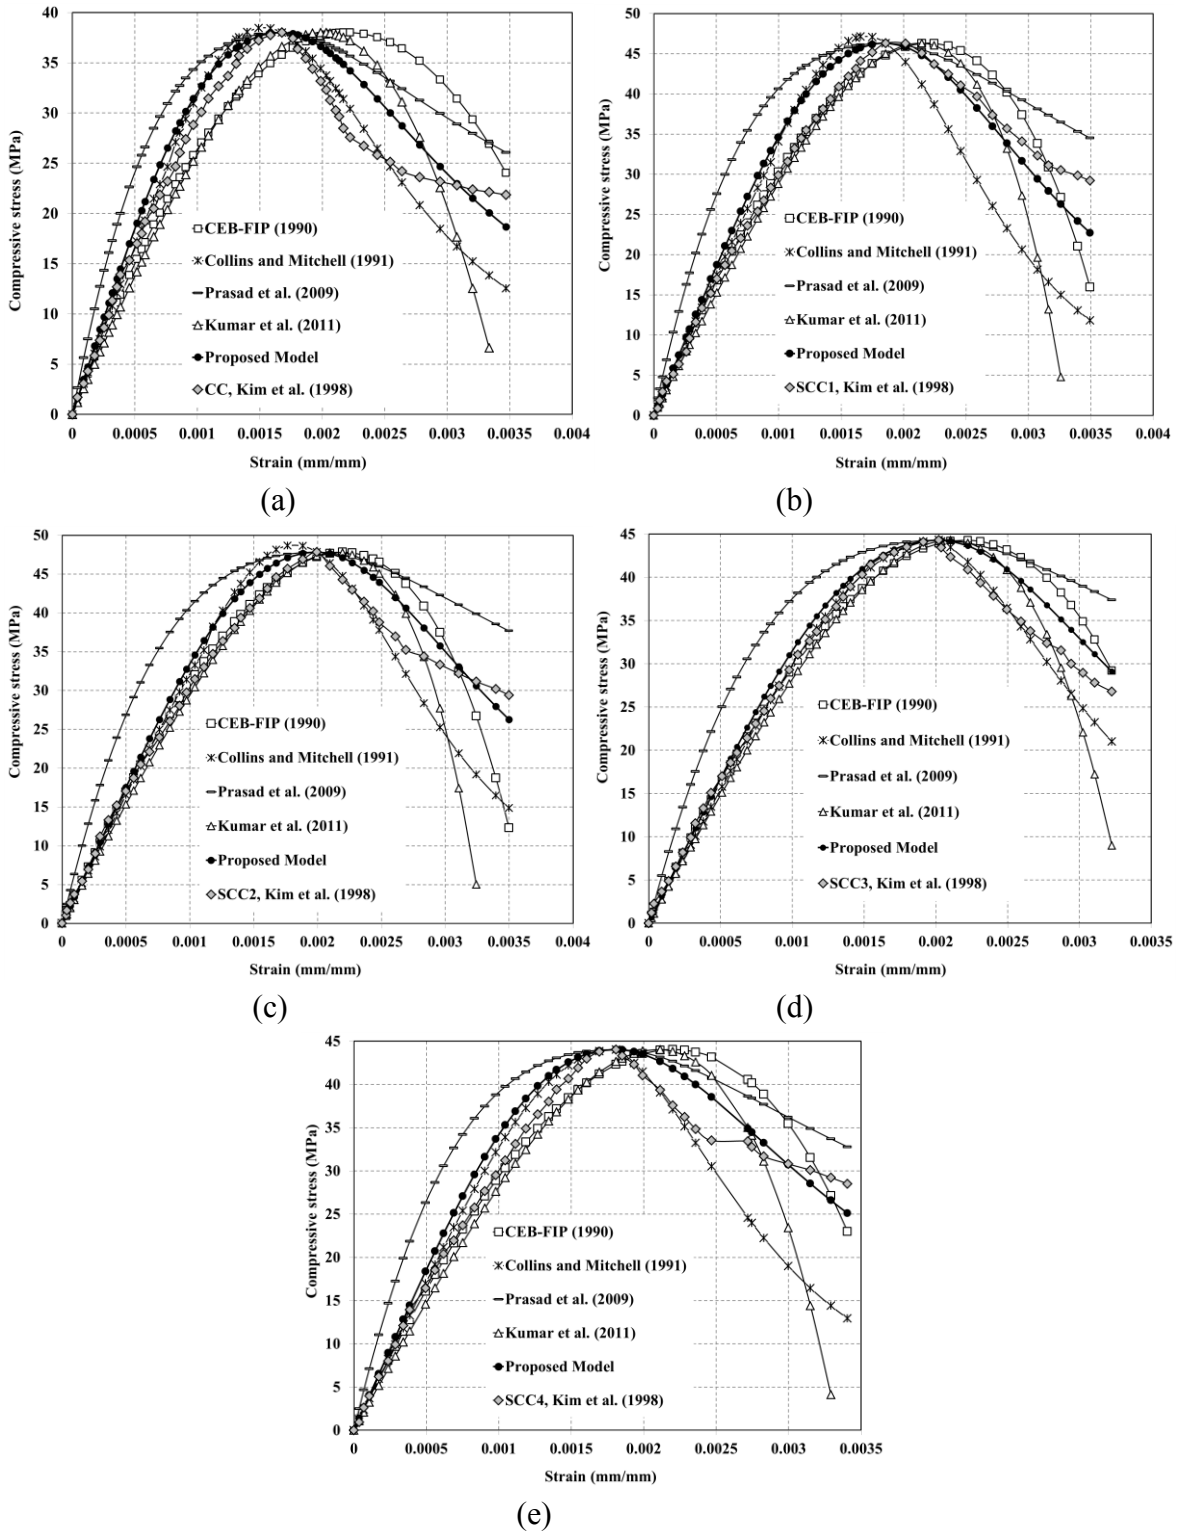 Compressive stress (MPa)
40
35
30
25
20
15
10
5
0
CEB-FIP (1990)
Collins and Mitchell (1991)
Prasad et al. (2009)
Kumar et al. (2011)
Proposed Model
CC, Kim et al. (1998)
0 0.0005 0.001 0.0015 0.002 0.0025 0.003 0.0035 0.004
Strain (mm/mm)
(a)
Compressive stress (MPa)
50
45
40
35
30
25
20
15
10
5
0
CEB-FIP (1990)
Collins and Mitchell (1991)
Prasad et al. (2009)
Kumar et al. (2011)
Proposed Model
SCC1, Kim et al. (1998)
0 0.0005 0.001 0.0015 0.002 0.0025 0.003 0.0035 0.004
Strain (mm/mm)
(b)
Compressive stress (MPa)
50
45
40
35
30
25
20
15
10
5
0
CEB-FIP (1990)
Collins and Mitchell (1991)
Prasad et al. (2009)
Kumar et al. (2011)
Proposed Model
SCC2, Kim et al. (1998)
0 0.0005 0.001 0.0015 0.002 0.0025 0.003 0.0035 0.004
Strain (mm/mm)
(c)
Compressive stress (MPa)
45
40
35
30
25
20
15
10
5
0
CEB-FIP (1990)
Collins and Mitchell (1991)
Prasad et al. (2009)
Kumar et al. (2011)
Proposed Model
SCC3, Kim et al. (1998)
0 0.0005 0.001 0.0015 0.002 0.0025 0.003 0.0035
Strain (mm/mm)
(d)
Compressive stress (MPa)
45
40
35
30
25
20
15
10
5
0
CEB-FIP (1990)
Collins and Mitchell (1991)
Prasad et al. (2009)
Kumar et al. (2011)
Proposed Model
SCC4, Kim et al. (1998)
0 0.0005 0.001 0.0015 0.002 0.0025 0.003 0.0035
Strain (mm/mm)
(e)